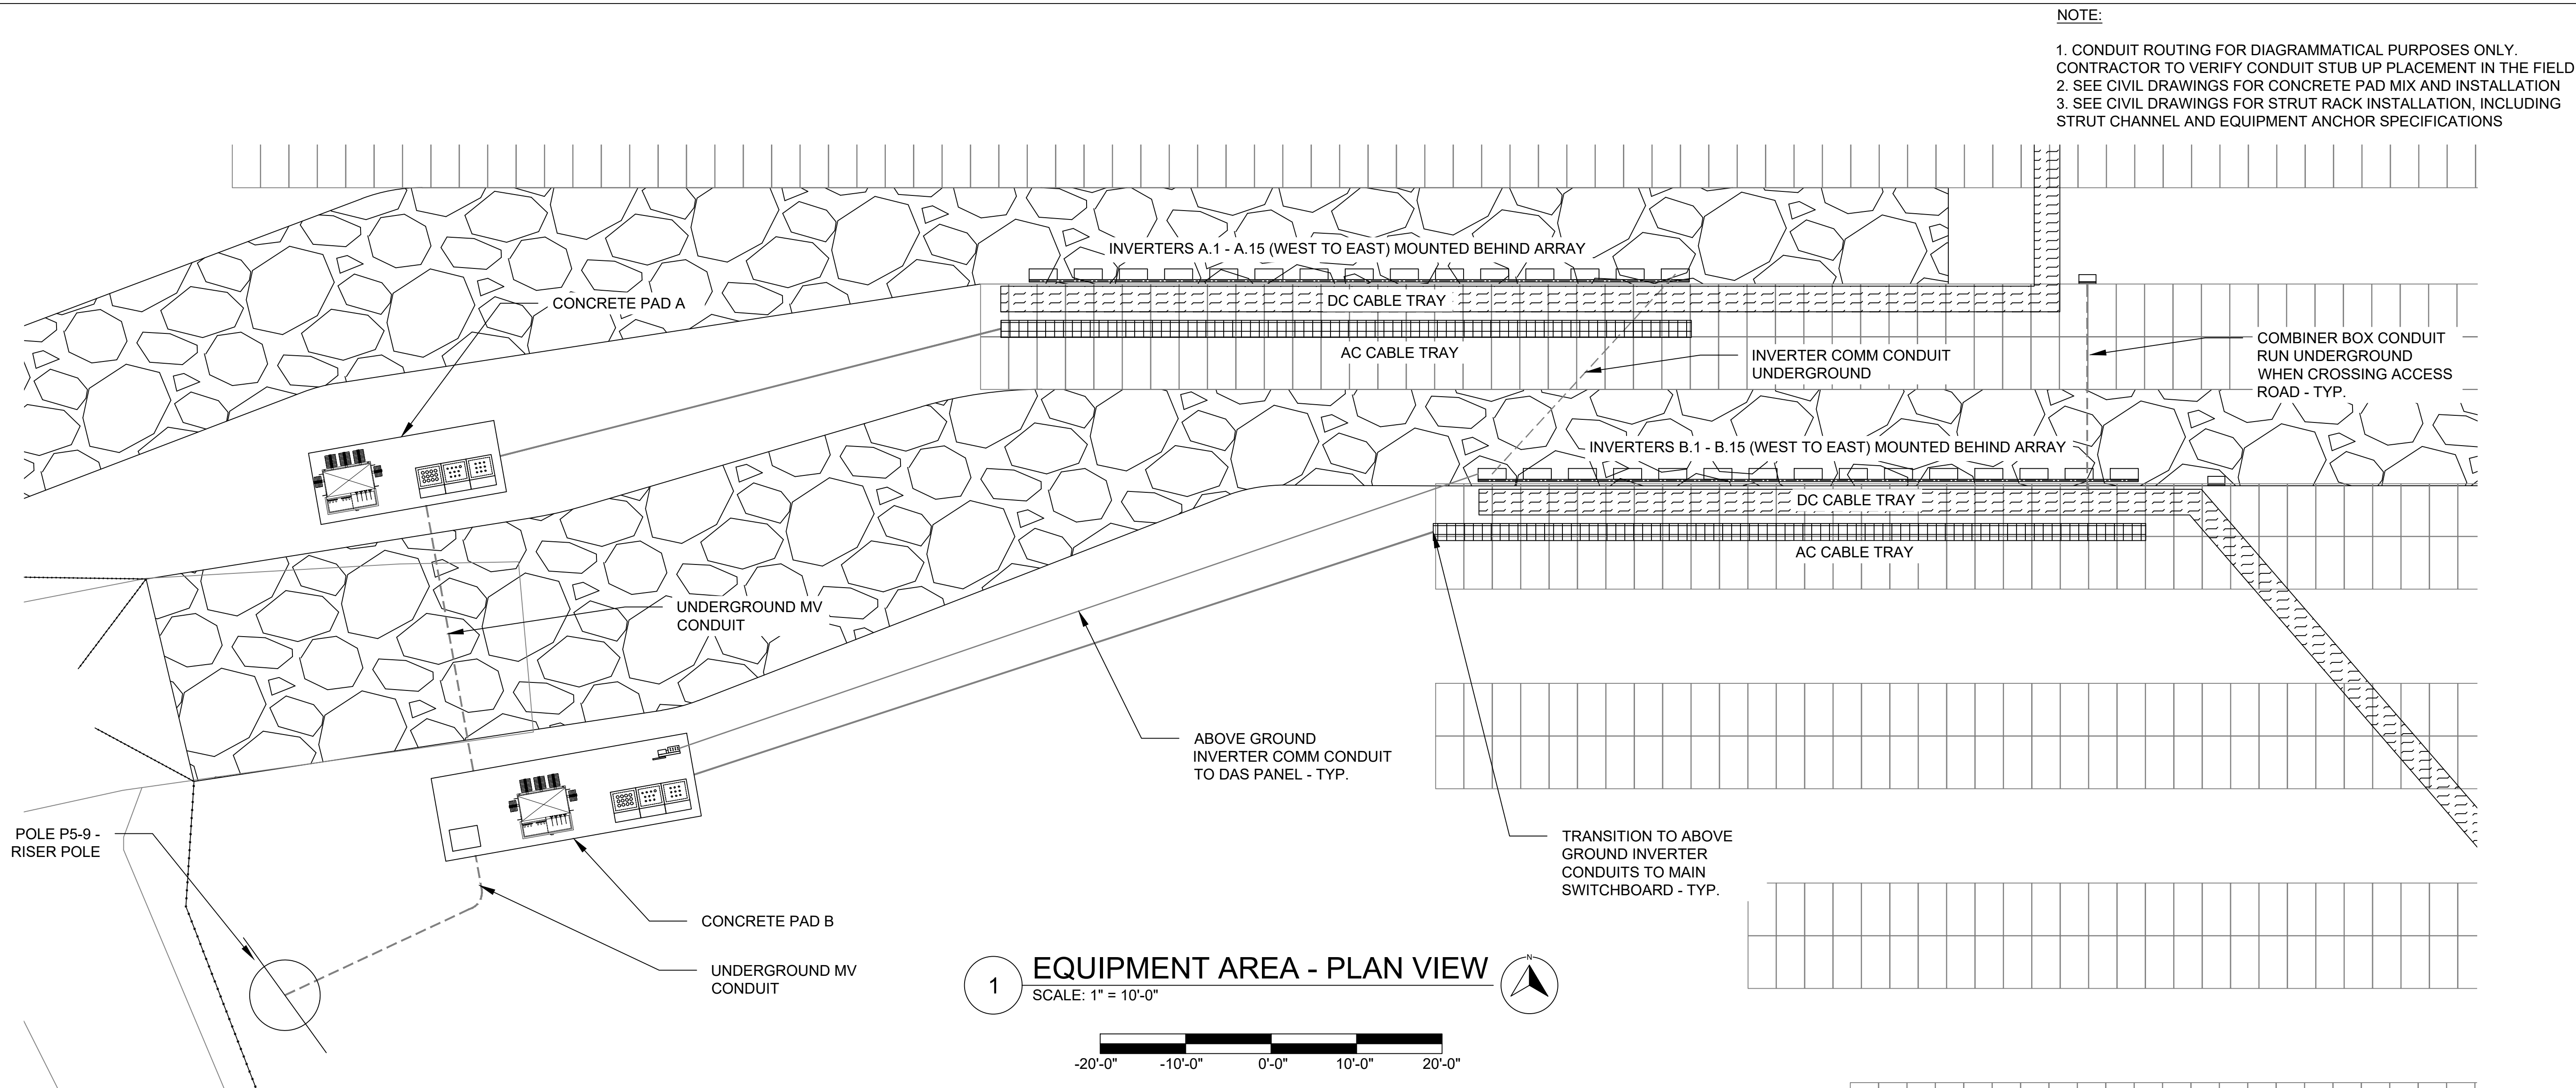 NOTE:
1. CONDUIT ROUTING FOR DIAGRAMMATICAL PURPOSES ONLY.
CONTRACTOR TO VERIFY CONDUIT STUB UP PLACEMENT IN THE FIELD
2. SEE CIVIL DRAWINGS FOR CONCRETE PAD MIX AND INSTALLATION
3. SEE CIVIL DRAWINGS FOR STRUT RACK INSTALLATION, INCLUDING
STRUT CHANNEL AND EQUIPMENT ANCHOR SPECIFICATIONS
INVERTERS A.1 - A.15 (WEST TO EAST) MOUNTED BEHIND ARRAY
CONCRETE PAD A
DC CABLE TRAY
AC CABLE TRAY
INVERTER COMM CONDUIT
UNDERGROUND
COMBINER BOX CONDUIT
RUN UNDERGROUND
WHEN CROSSING ACCESS
ROAD - TYP.
INVERTERS B.1 - B.15 (WEST TO EAST) MOUNTED BEHIND ARRAY
DC CABLE TRAY
AC CABLE TRAY
UNDERGROUND MV
CONDUIT
ABOVE GROUND
INVERTER COMM CONDUIT
TO DAS PANEL - TYP.
TRANSITION TO ABOVE
GROUND INVERTER
CONDUITS TO MAIN
SWITCHBOARD - TYP.
POLE P5-9 -
RISER POLE
CONCRETE PAD B
UNDERGROUND MV
CONDUIT
1
EQUIPMENT AREA - PLAN VIEW
SCALE: 1" = 10'-0"
N
-20'-0" -10'-0" 0'-0" 10'-0" 20'-0"